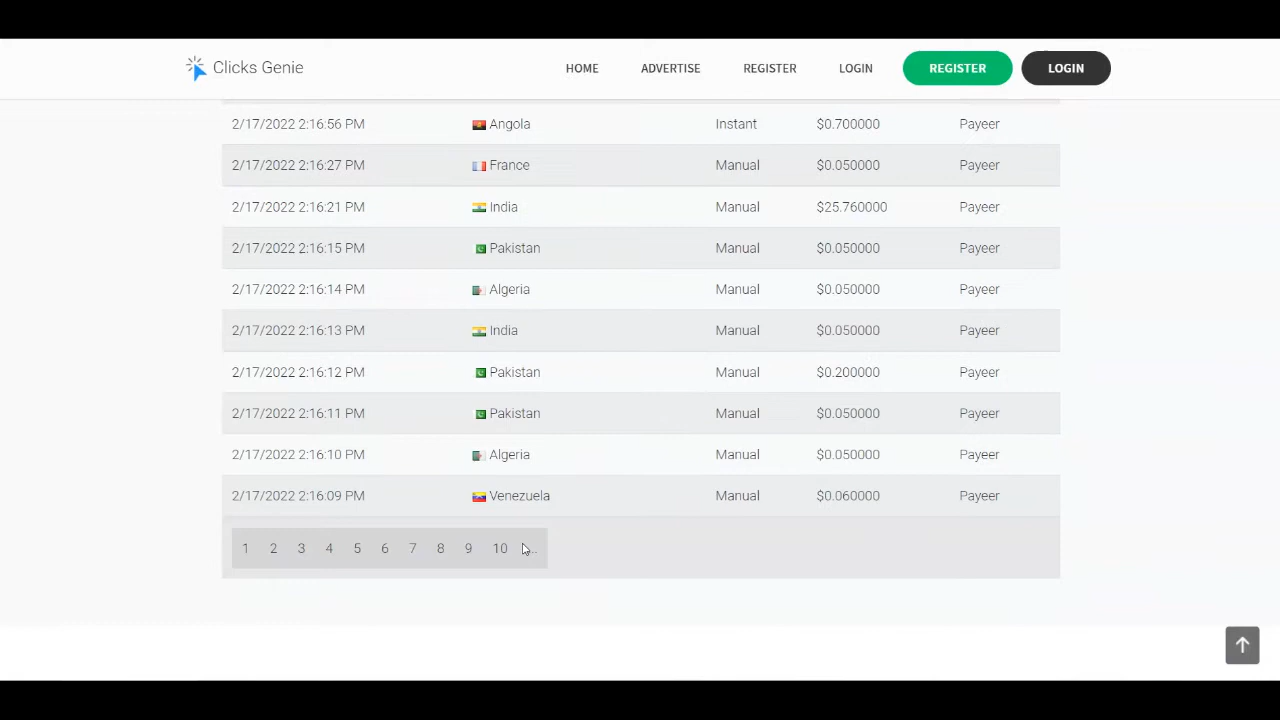 Clicks Genie HOME ADVERTISE REGISTER LOGIN REGISTER LOGIN
2/17/2022 2:16:56 PM Angola Instant $0.700000 Payeer
2/17/2022 2:16:27 PM France Manual $0.050000 Payeer
2/17/2022 2:16:21 PM India Manual $25.760000 Payeer
2/17/2022 2:16:15 PM Pakistan Manual $0.050000 Payeer
2/17/2022 2:16:14 PM Algeria Manual $0.050000 Payeer
2/17/2022 2:16:13 PM India Manual $0.050000 Payeer
2/17/2022 2:16:12 PM Pakistan Manual $0.200000 Payeer
2/17/2022 2:16:11 PM Pakistan Manual $0.050000 Payeer
2/17/2022 2:16:10 PM Algeria Manual $0.050000 Payeer
2/17/2022 2:16:09 PM Venezuela Manual $0.060000 Payeer
1 2 3 4 5 6 7 8 9 10 ...